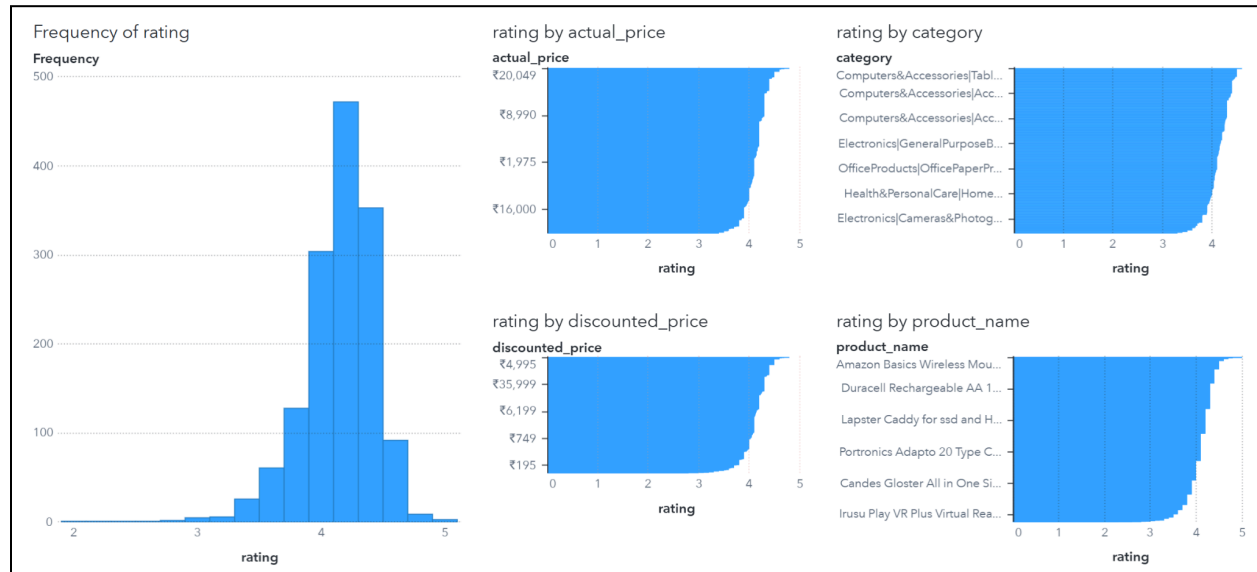 Frequency of rating
Frequency
500
400
300
200
100
0
2
3
4
5
rating
rating by actual_price
actual_price
₹20,049
₹8,990
₹1,975
₹16,000
0
1
2
3
4
5
rating
rating by category
category
Computers&Accessories|Tabl...
Computers&Accessories|Acc...
Computers&Accessories|Acc...
Electronics|GeneralPurposeB...
OfficeProducts|OfficePaperPr...
Health&PersonalCare|Home...
Electronics|Cameras&Photog...
0
1
2
3
4
rating
rating by discounted_price
discounted_price
₹4,995
₹35,999
₹6,199
₹749
₹195
0
1
2
3
4
5
rating
rating by product_name
product_name
Amazon Basics Wireless Mou...
Duracell Rechargeable AA 1...
Lapster Caddy for ssd and H...
Portronics Adapto 20 Type C...
Candes Gloster All in One Si...
Irusu Play VR Plus Virtual Rea...
0
1
2
3
4
5
rating